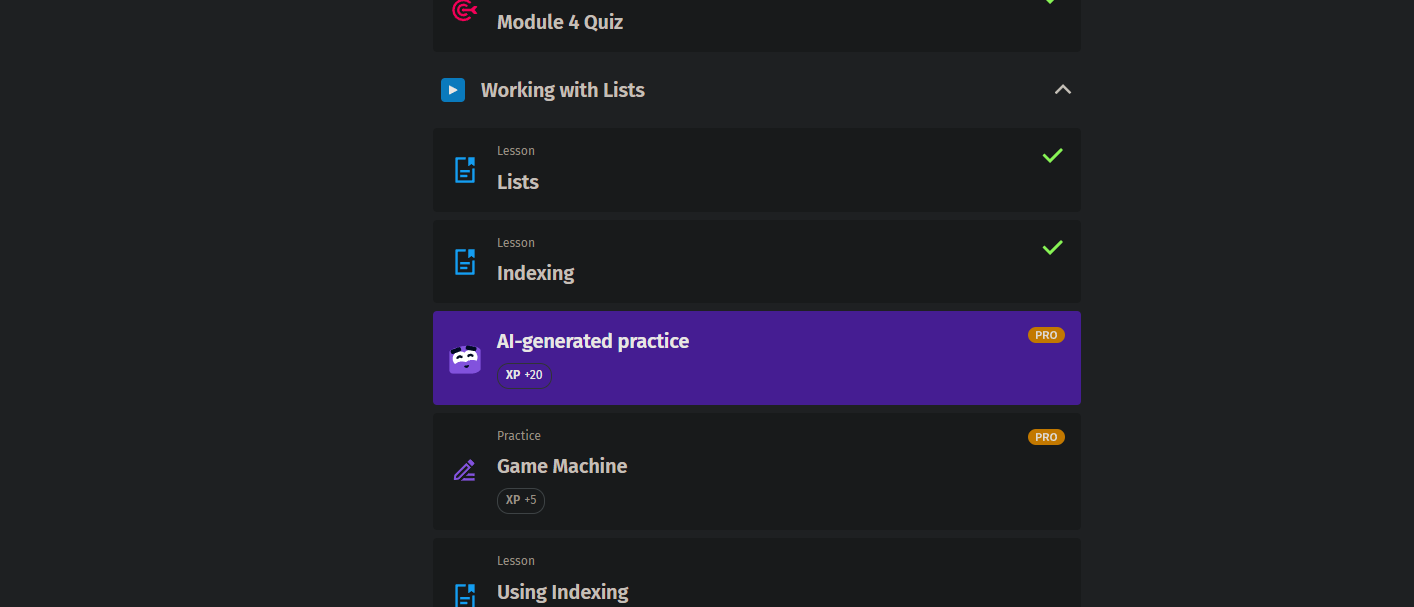 Module 4 Quiz
Working with Lists
Lesson
Lists
Lesson
Indexing
AI-generated practice
PRO
XP +20
Practice
PRO
Game Machine
XP +5
Lesson
Using Indexing